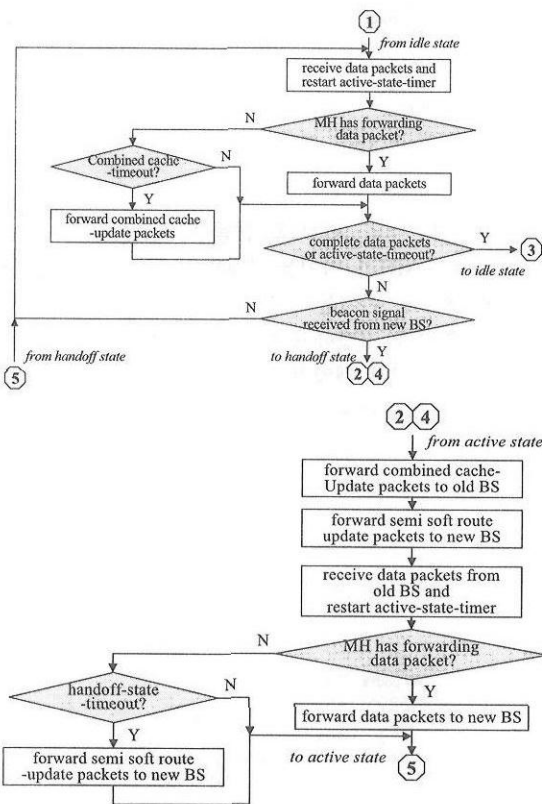 1
from idle state
receive data packets and
restart active-state-timer
N
MH has forwarding
data packet?
Combined cache
-timeout?
N
Y
forward data packets
Y
forward combined cache
-update packets
complete data packets
or active-state-timeout?
Y
3
to idle state
N
N
beacon signal
received from new BS?
from handoff state
to handoff state
Y
5
2 4
2 4
from active state
forward combined cache-
Update packets to old BS
forward semi soft route
update packets to new BS
receive data packets from
old BS and
restart active-state-timer
N
MH has forwarding
data packet?
handoff-state
-timeout?
N
Y
forward data packets to new BS
Y
forward semi soft route
-update packets to new BS
to active state
5